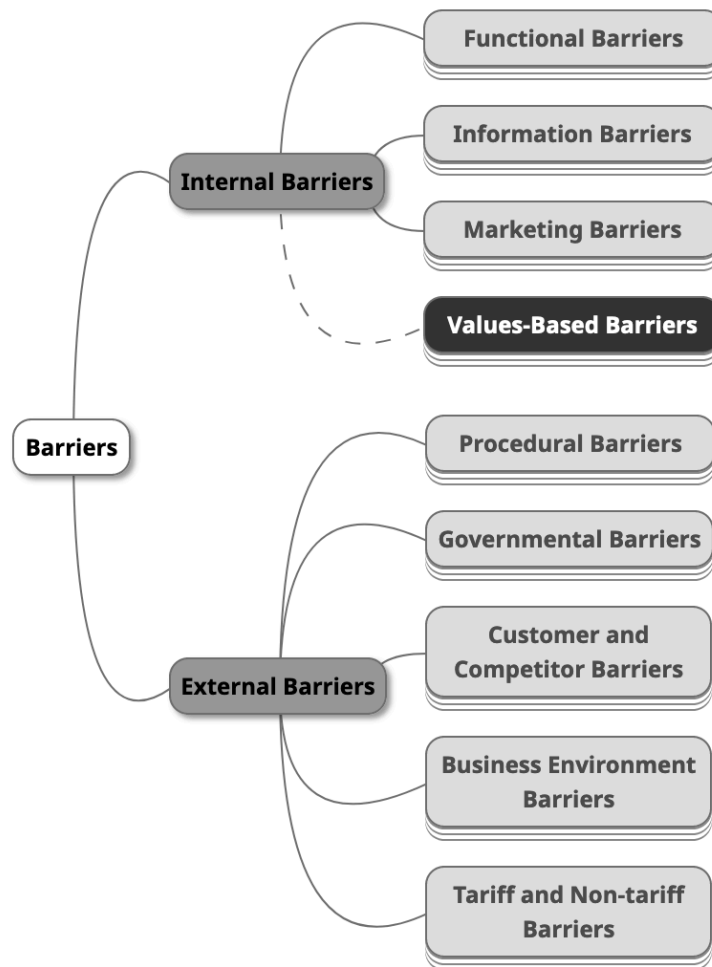 Functional Barriers
Information Barriers
Internal Barriers
Marketing Barriers
Values-Based Barriers
Barriers
Procedural Barriers
Governmental Barriers
Customer and
Competitor Barriers
External Barriers
Business Environment
Barriers
Tariff and Non-tariff
Barriers